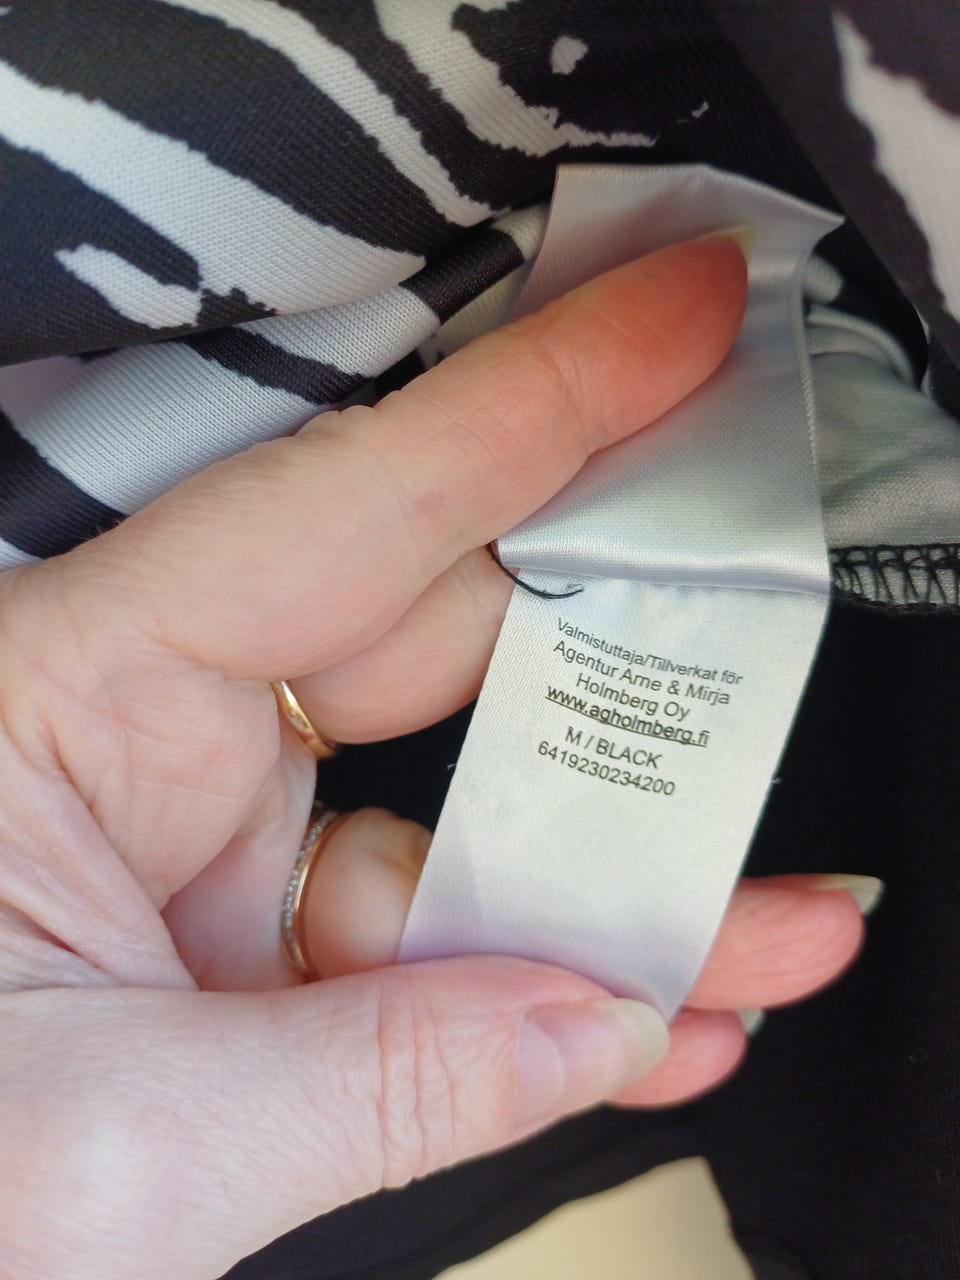 Valmistuttaja/Tillverkat för
Agentur Arne & Mirja
Holmberg Oy
www.agholmberg.fi
M / BLACK
6419230234200